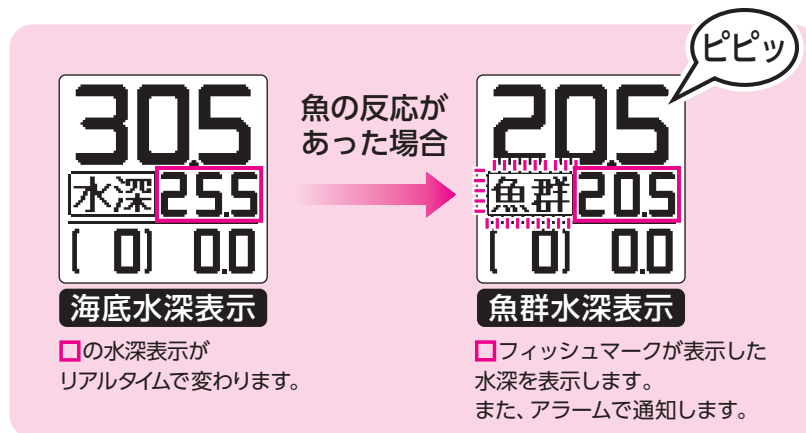 ピピッ
30.5
水深 25.5
[ 0] 0.0
海底水深表示
□の水深表示が
リアルタイムで変わります。
魚の反応が
あった場合
20.5
魚群 20.5
[ 0] 0.0
魚群水深表示
□フィッシュマークが表示した
水深を表示します。
また、アラームで通知します。